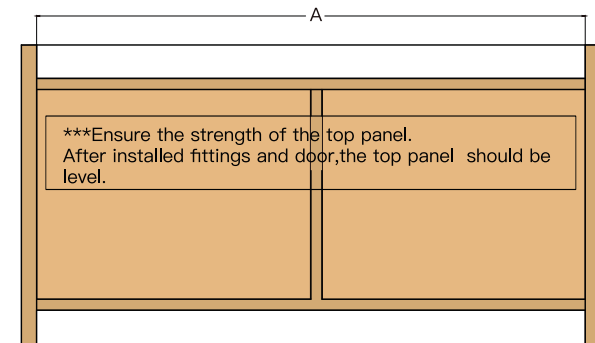 A
***Ensure the strength of the top panel.
After installed fittings and door,the top panel  should be
level.